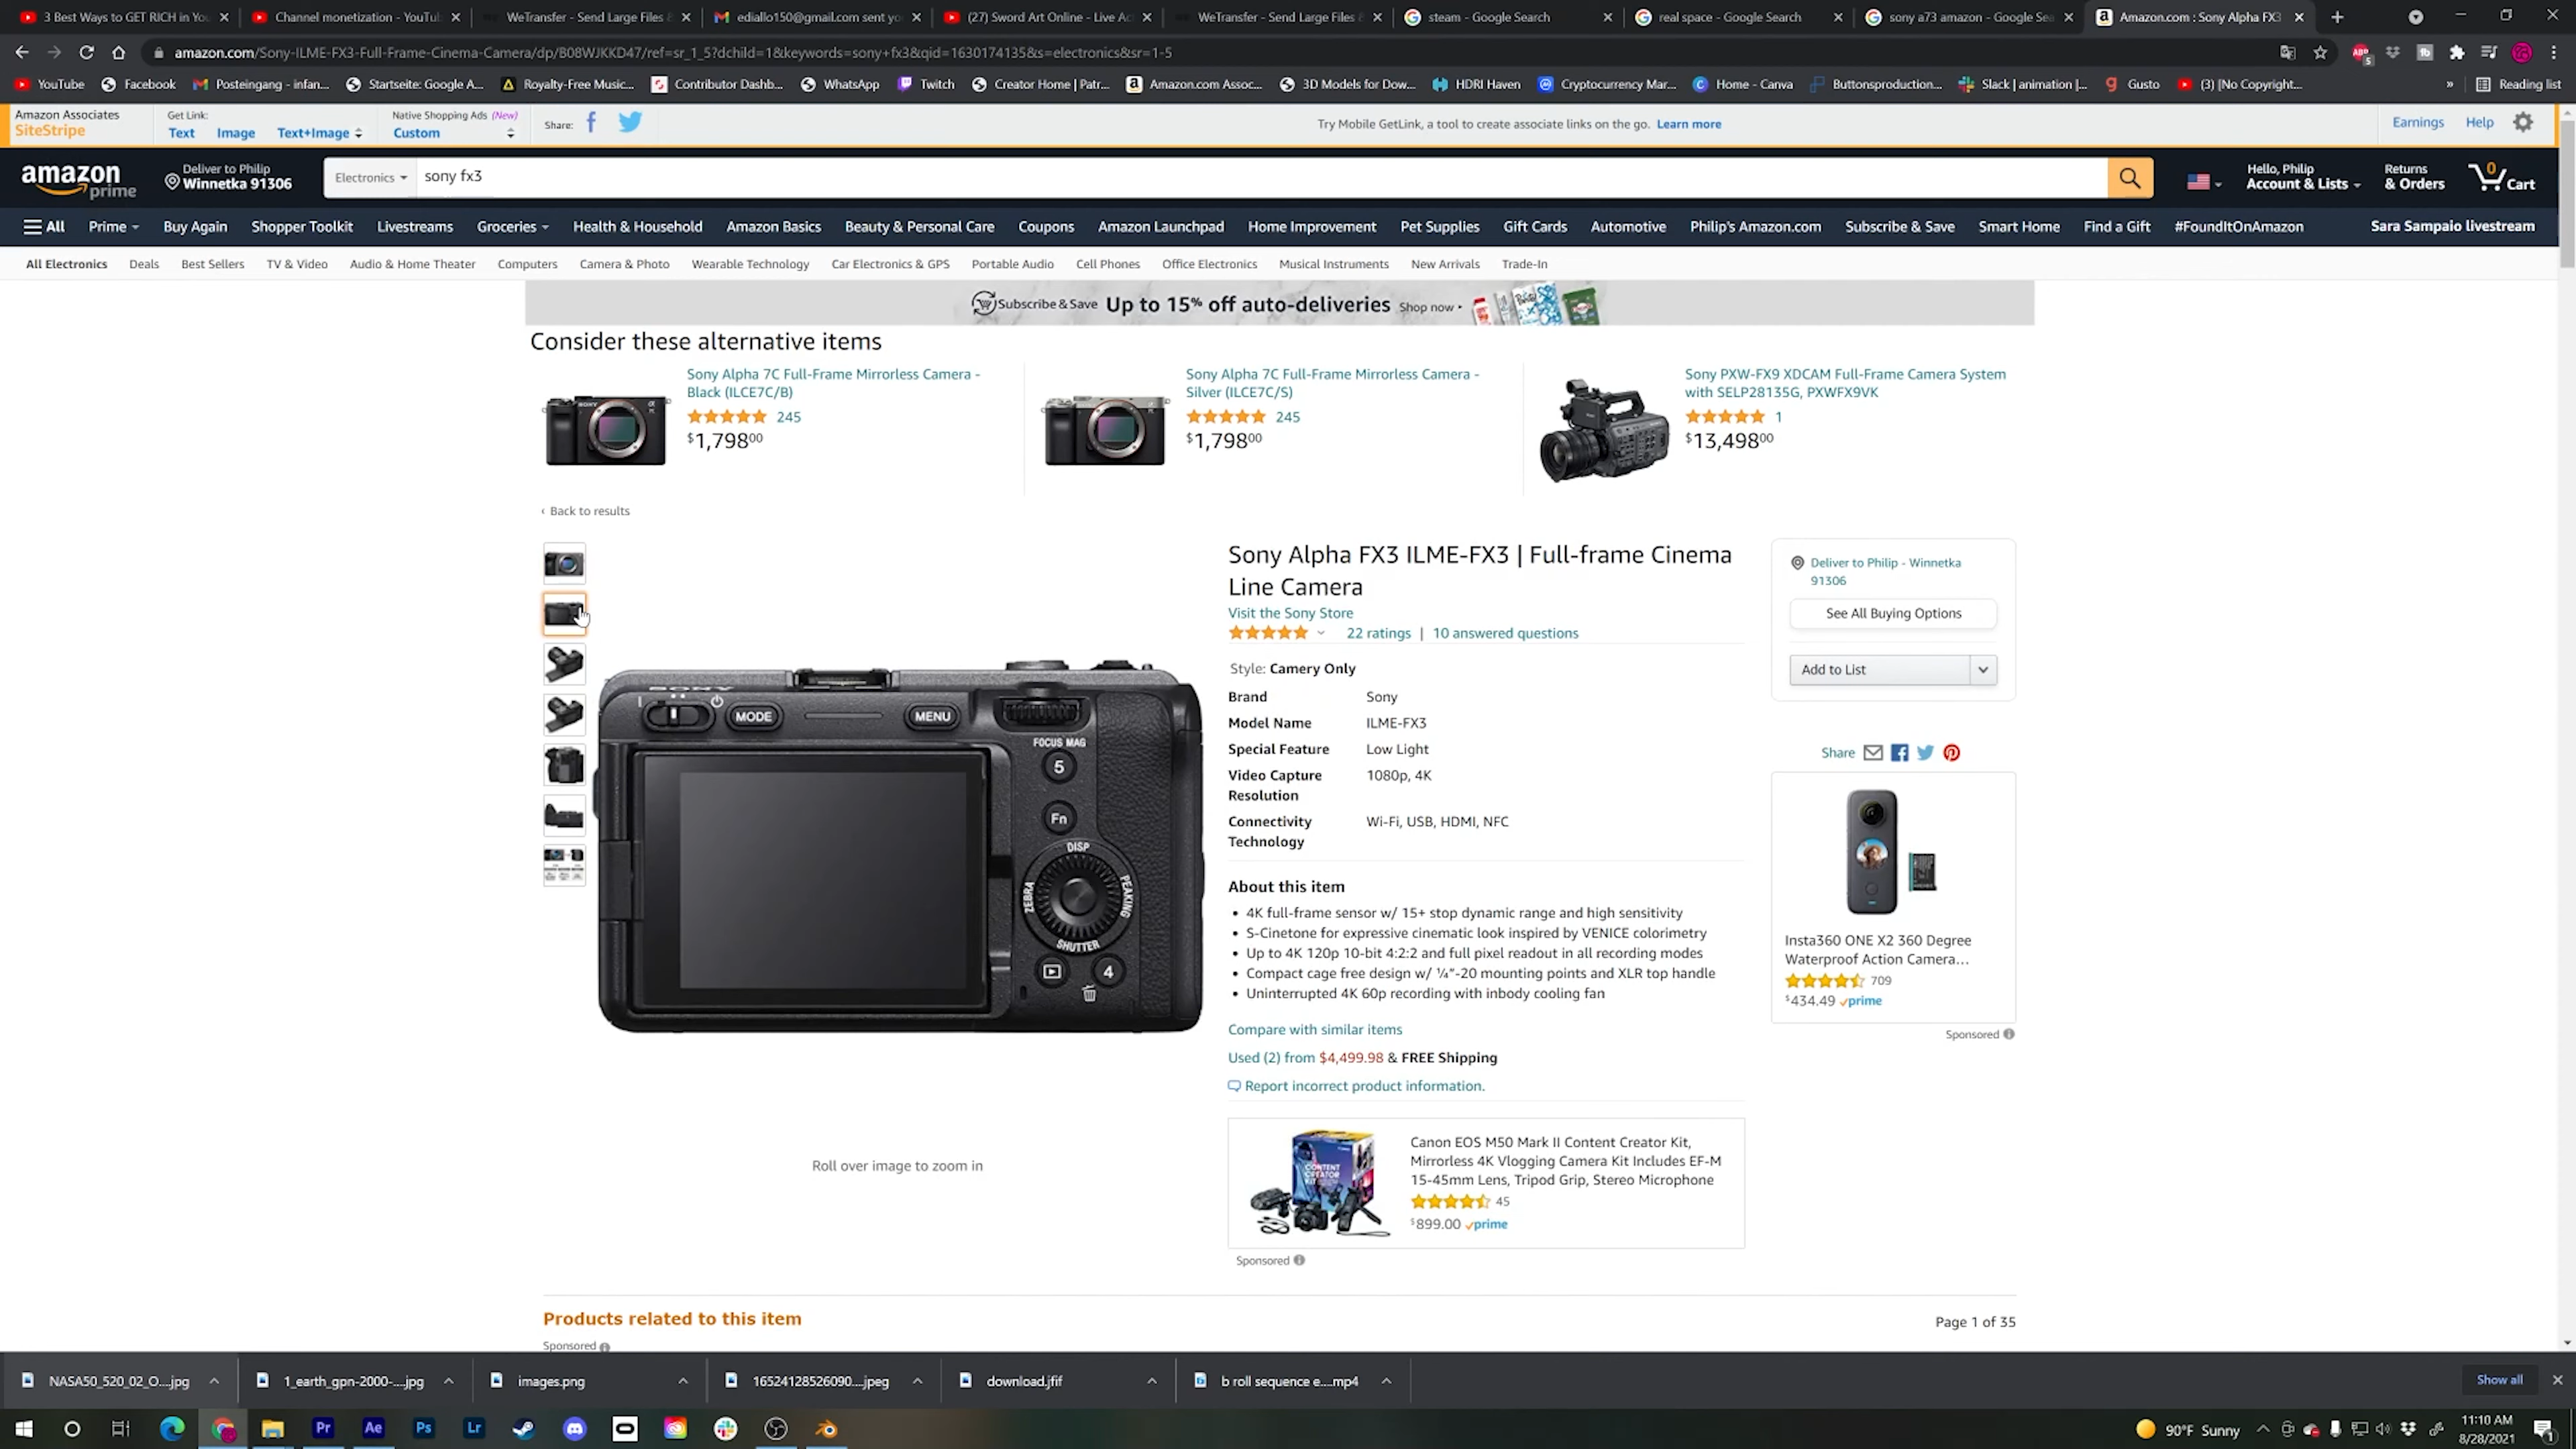 3 Best Ways to GET RICH in Yo
Channel monetization - YouTub
WeTransfer - Send Large Files &
ediallo150@gmail.com sent yo
(27) Sword Art Online - Live Ac
WeTransfer - Send Large Files &
steam - Google Search
real space - Google Search
sony a73 amazon - Google Sea
Amazon.com : Sony Alpha FX3
amazon.com/Sony-ILME-FX3-Full-Frame-Cinema-Camera/dp/B08WJKKD47/ref=sr_1_5?dchild=1&keywords=sony+fx3&qid=1630174135&s=electronics&sr=1-5
YouTube
Facebook
Posteingang - infan...
Startseite: Google A...
Royalty-Free Music...
Contributor Dashb...
WhatsApp
Twitch
Creator Home | Patr...
Amazon.com Assoc...
3D Models for Dow...
HDRI Haven
Cryptocurrency Mar...
Home - Canva
Buttonsproduction...
Slack | animation |...
Gusto
(3) [No Copyright...
»
Reading list
Amazon Associates
SiteStripe
Get Link:
Text Image Text+Image
Native Shopping Ads (New)
Custom
Share:
Try Mobile GetLink, a tool to create associate links on the go. Learn more
Earnings Help
amazon prime
Deliver to Philip
Winnetka 91306
Electronics
sony fx3
Hello, Philip
Account & Lists
Returns
& Orders
0
Cart
All Prime Buy Again Shopper Toolkit Livestreams Groceries Health & Household Amazon Basics Beauty & Personal Care Coupons Amazon Launchpad Home Improvement Pet Supplies Gift Cards Automotive Philip's Amazon.com Subscribe & Save Smart Home Find a Gift #FoundItOnAmazon Sara Sampaio livestream
All Electronics Deals Best Sellers TV & Video Audio & Home Theater Computers Camera & Photo Wearable Technology Car Electronics & GPS Portable Audio Cell Phones Office Electronics Musical Instruments New Arrivals Trade-In
Subscribe & Save Up to 15% off auto-deliveries Shop now
Consider these alternative items
Sony Alpha 7C Full-Frame Mirrorless Camera -
Black (ILCE7C/B)
245
$1,798 00
Sony Alpha 7C Full-Frame Mirrorless Camera -
Silver (ILCE7C/S)
245
$1,798 00
Sony PXW-FX9 XDCAM Full-Frame Camera System
with SELP28135G, PXWFX9VK
1
$13,498 00
‹ Back to results
SONY
MODE
MENU
FOCUS MAG
5
Fn
DISP
ZEBRA
PEAKING
SHUTTER
4
Roll over image to zoom in
Sony Alpha FX3 ILME-FX3 | Full-frame Cinema
Line Camera
Visit the Sony Store
22 ratings | 10 answered questions
Style: Camery Only
Brand Sony
Model Name ILME-FX3
Special Feature Low Light
Video Capture 1080p, 4K
Resolution
Connectivity Wi-Fi, USB, HDMI, NFC
Technology
About this item
• 4K full-frame sensor w/ 15+ stop dynamic range and high sensitivity
• S-Cinetone for expressive cinematic look inspired by VENICE colorimetry
• Up to 4K 120p 10-bit 4:2:2 and full pixel readout in all recording modes
• Compact cage free design w/ ¼"-20 mounting points and XLR top handle
• Uninterrupted 4K 60p recording with inbody cooling fan
Compare with similar items
Used (2) from $4,499.98 & FREE Shipping
Report incorrect product information.
CONTENT
CREATOR
KIT
Canon EOS M50 Mark II Content Creator Kit,
Mirrorless 4K Vlogging Camera Kit Includes EF-M
15-45mm Lens, Tripod Grip, Stereo Microphone
45
$899.00 prime
Sponsored
Deliver to Philip - Winnetka
91306
See All Buying Options
Add to List
Share
Insta360 ONE X2 360 Degree
Waterproof Action Camera…
709
$434.49 prime
Sponsored
Products related to this item
Page 1 of 35
Sponsored
NASA50_520_02_O....jpg
1_earth_gpn-2000-....jpg
images.png
16524128526090....jpeg
download.jfif
b roll sequence e....mp4
Show all
Pr
Ae
Ps
Lr
90°F Sunny
11:10 AM
8/28/2021
1